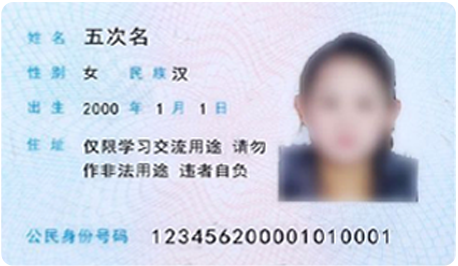 姓名 五次名
性别 女 民族 汉
出生 2000 年 1 月 1 日
住址 仅限学习交流用途 请勿
作非法用途 违者自负
公民身份号码 123456200001010001